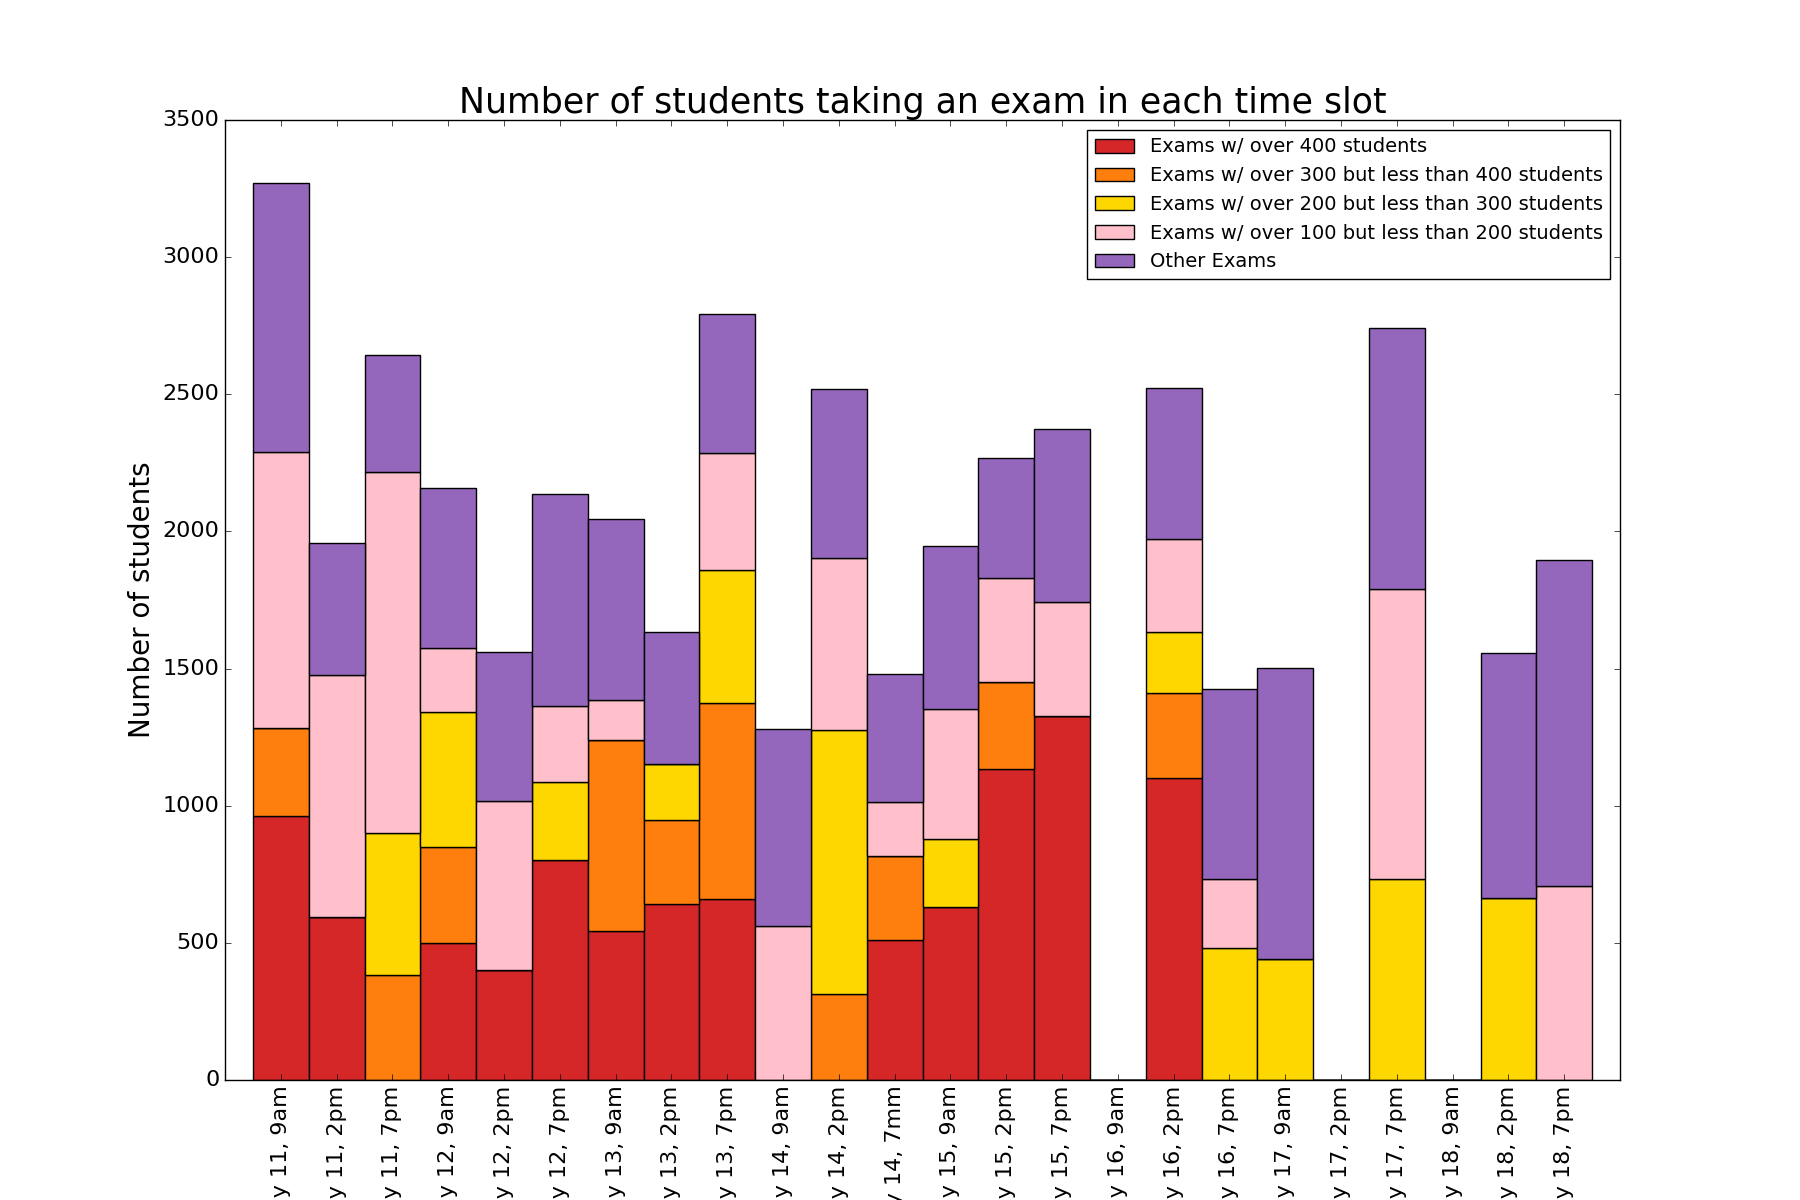 Number of students taking an exam in each time slot
Exams w/ over 400 students
Exams w/ over 300 but less than 400 students
Exams w/ over 200 but less than 300 students
Exams w/ over 100 but less than 200 students
Other Exams
Number of students
3500
3000
2500
2000
1500
1000
500
0
y 11, 9am
y 11, 2pm
y 11, 7pm
y 12, 9am
y 12, 2pm
y 12, 7pm
y 13, 9am
y 13, 2pm
y 13, 7pm
y 14, 9am
y 14, 2pm
y 14, 7mm
y 15, 9am
y 15, 2pm
y 15, 7pm
y 16, 9am
y 16, 2pm
y 16, 7pm
y 17, 9am
y 17, 2pm
y 17, 7pm
y 18, 9am
y 18, 2pm
y 18, 7pm